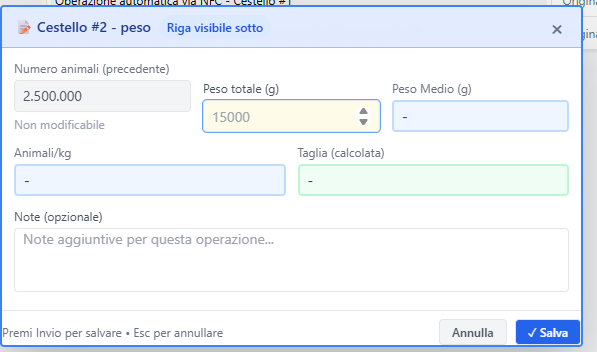 Operazione automatica via NFC - Cestello #1
Cestello #2 - peso
Riga visibile sotto
Numero animali (precedente)
Peso totale (g)
Peso Medio (g)
2.500.000
15000
-
Non modificabile
Animali/kg
Taglia (calcolata)
-
-
Note (opzionale)
Note aggiuntive per questa operazione...
Premi Invio per salvare • Esc per annullare
Annulla
✓ Salva